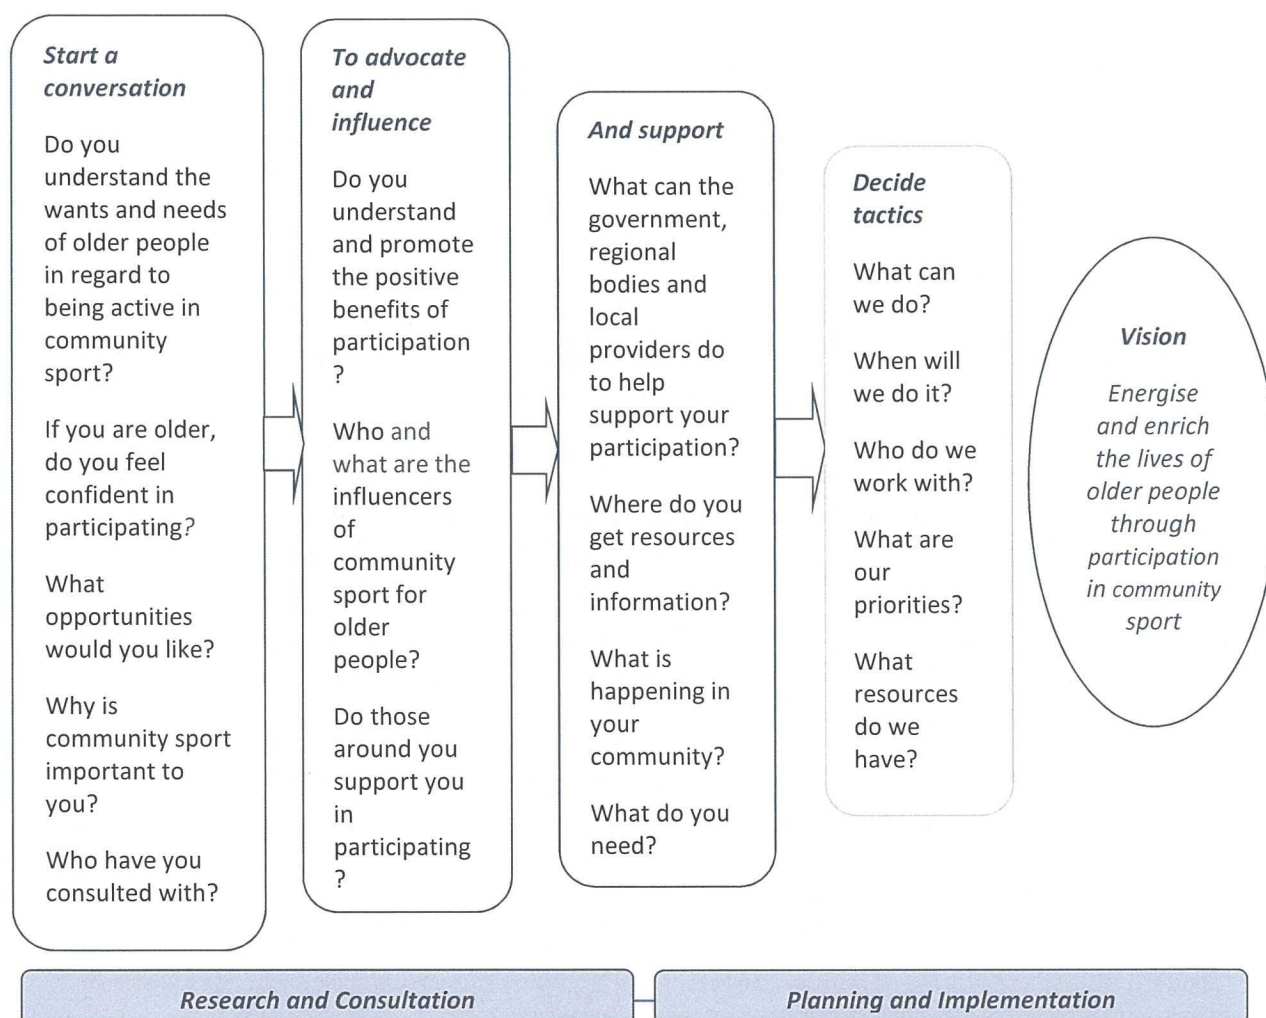 Start a
conversation
Do you
understand the
wants and needs
of older people
in regard to
being active in
community
sport?
If you are older,
do you feel
confident in
participating?
What
opportunities
would you like?
Why is
community sport
important to
you?
Who have you
consulted with?
To advocate
and
influence
Do you
understand
and promote
the positive
benefits of
participation
?
Who and
what are the
influencers
of
community
sport for
older
people?
Do those
around you
support you
in
participating
?
And support
What can the
government,
regional
bodies and
local
providers do
to help
support your
participation?
Where do you
get resources
and
information?
What is
happening in
your
community?
What do you
need?
Decide
tactics
What can
we do?
When will
we do it?
Who do we
work with?
What are
our
priorities?
What
resources
do we
have?
Vision
Energise
and enrich
the lives of
older people
through
participation
in community
sport
Research and Consultation
Planning and Implementation